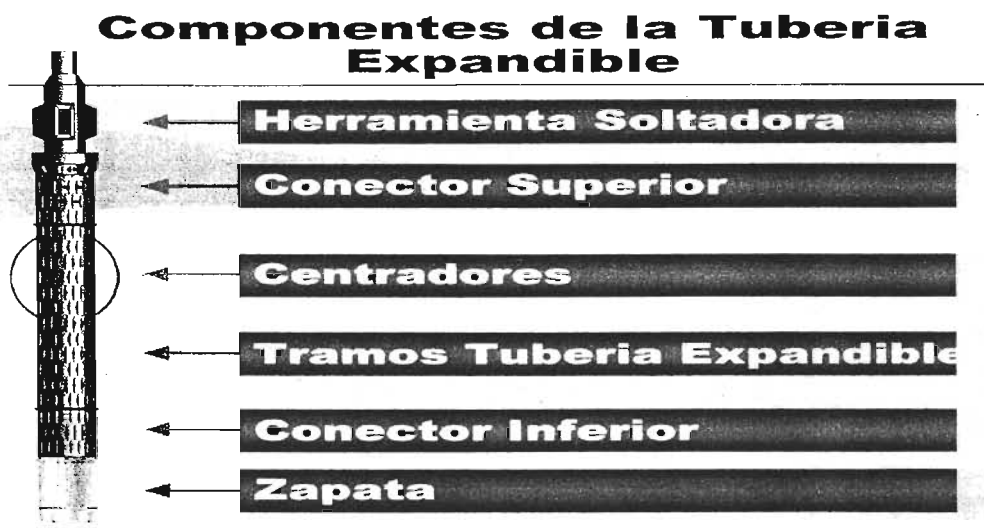 Componentes de la Tuberia
Expandible
Herramienta Soltadora
Conector Superior
Centradores
Tramos Tuberia Expandible
Conector Inferior
Zapata